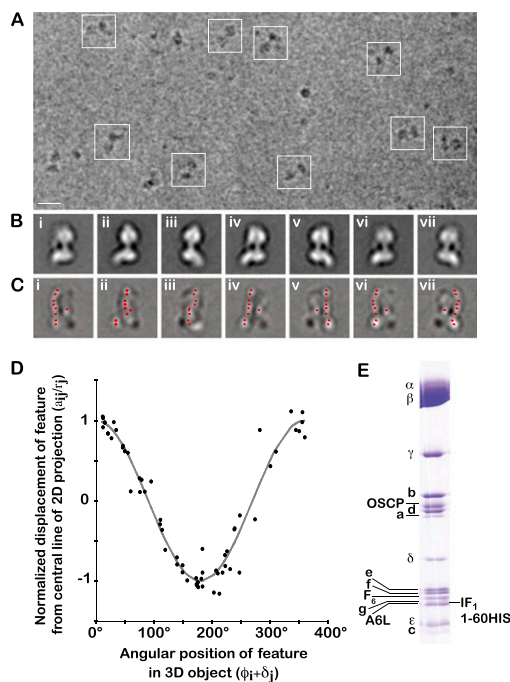 A
B
i ii iii iv v vi vii
C
i ii iii iv v vi vii
D
Normalized displacement of feature
from central line of 2D projection (aij/rj)
1
0
-1
0° 100° 200° 300° 400°
Angular position of feature
in 3D object (ϕi+δj)
E
α
β
γ
b
OSCP
d
a
δ
e
f
F6
g
A6L
IF1
1-60HIS
ε
c